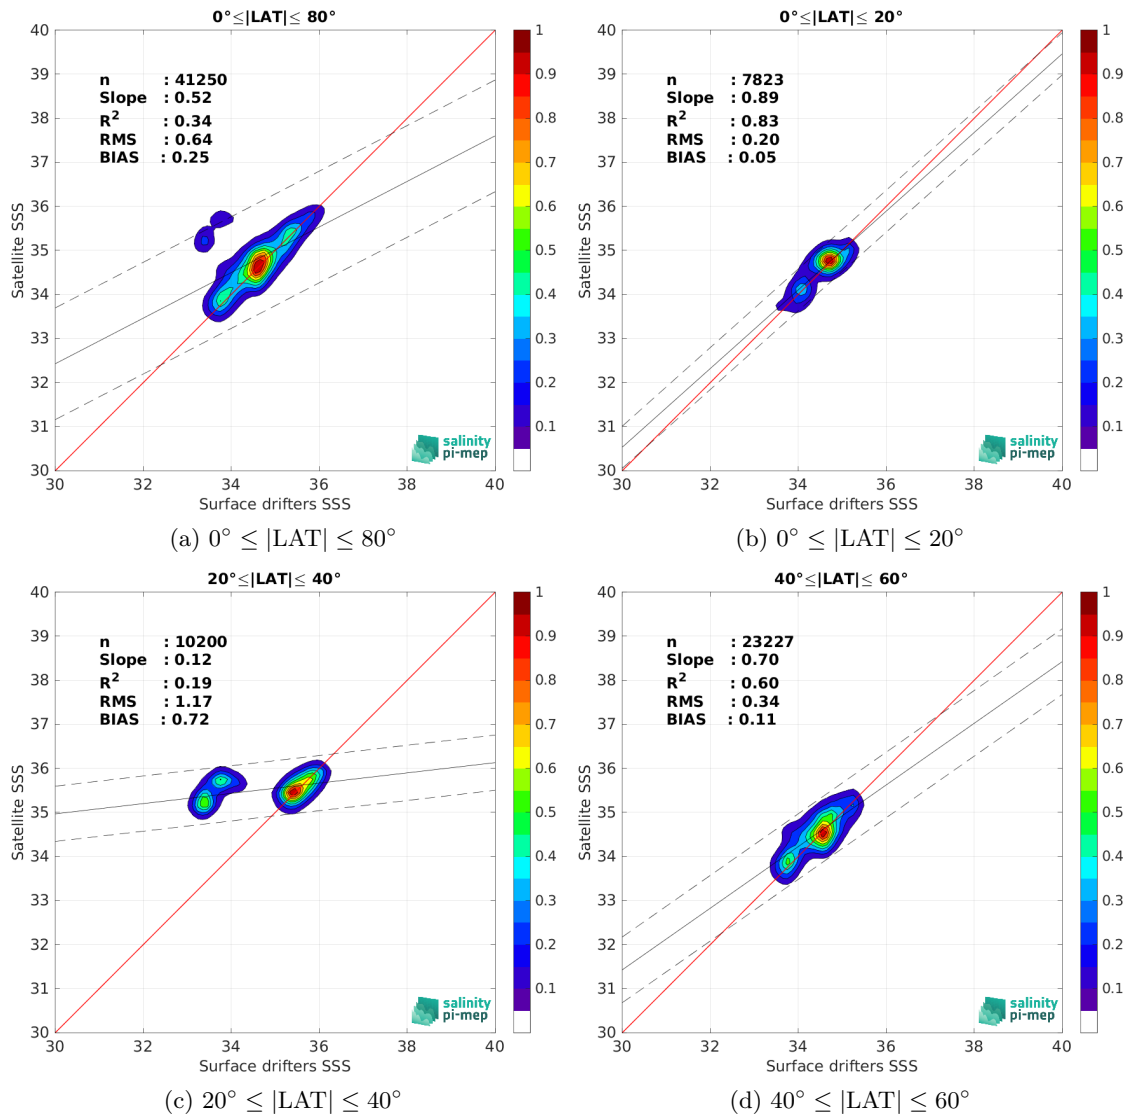 0°≤|LAT|≤ 80°
40
39
38
37
36
35
34
33
32
31
30
Satellite SSS
n : 41250
Slope : 0.52
R2 : 0.34
RMS : 0.64
BIAS : 0.25
salinity
pi-mep
30 32 34 36 38 40
Surface drifters SSS
1
0.9
0.8
0.7
0.6
0.5
0.4
0.3
0.2
0.1
(a) 0° ≤ |LAT| ≤ 80°
0°≤|LAT|≤ 20°
40
39
38
37
36
35
34
33
32
31
30
Satellite SSS
n : 7823
Slope : 0.89
R2 : 0.83
RMS : 0.20
BIAS : 0.05
salinity
pi-mep
30 32 34 36 38 40
Surface drifters SSS
1
0.9
0.8
0.7
0.6
0.5
0.4
0.3
0.2
0.1
(b) 0° ≤ |LAT| ≤ 20°
20°≤|LAT|≤ 40°
40
39
38
37
36
35
34
33
32
31
30
Satellite SSS
n : 10200
Slope : 0.12
R2 : 0.19
RMS : 1.17
BIAS : 0.72
salinity
pi-mep
30 32 34 36 38 40
Surface drifters SSS
1
0.9
0.8
0.7
0.6
0.5
0.4
0.3
0.2
0.1
(c) 20° ≤ |LAT| ≤ 40°
40°≤|LAT|≤ 60°
40
39
38
37
36
35
34
33
32
31
30
Satellite SSS
n : 23227
Slope : 0.70
R2 : 0.60
RMS : 0.34
BIAS : 0.11
salinity
pi-mep
30 32 34 36 38 40
Surface drifters SSS
1
0.9
0.8
0.7
0.6
0.5
0.4
0.3
0.2
0.1
(d) 40° ≤ |LAT| ≤ 60°